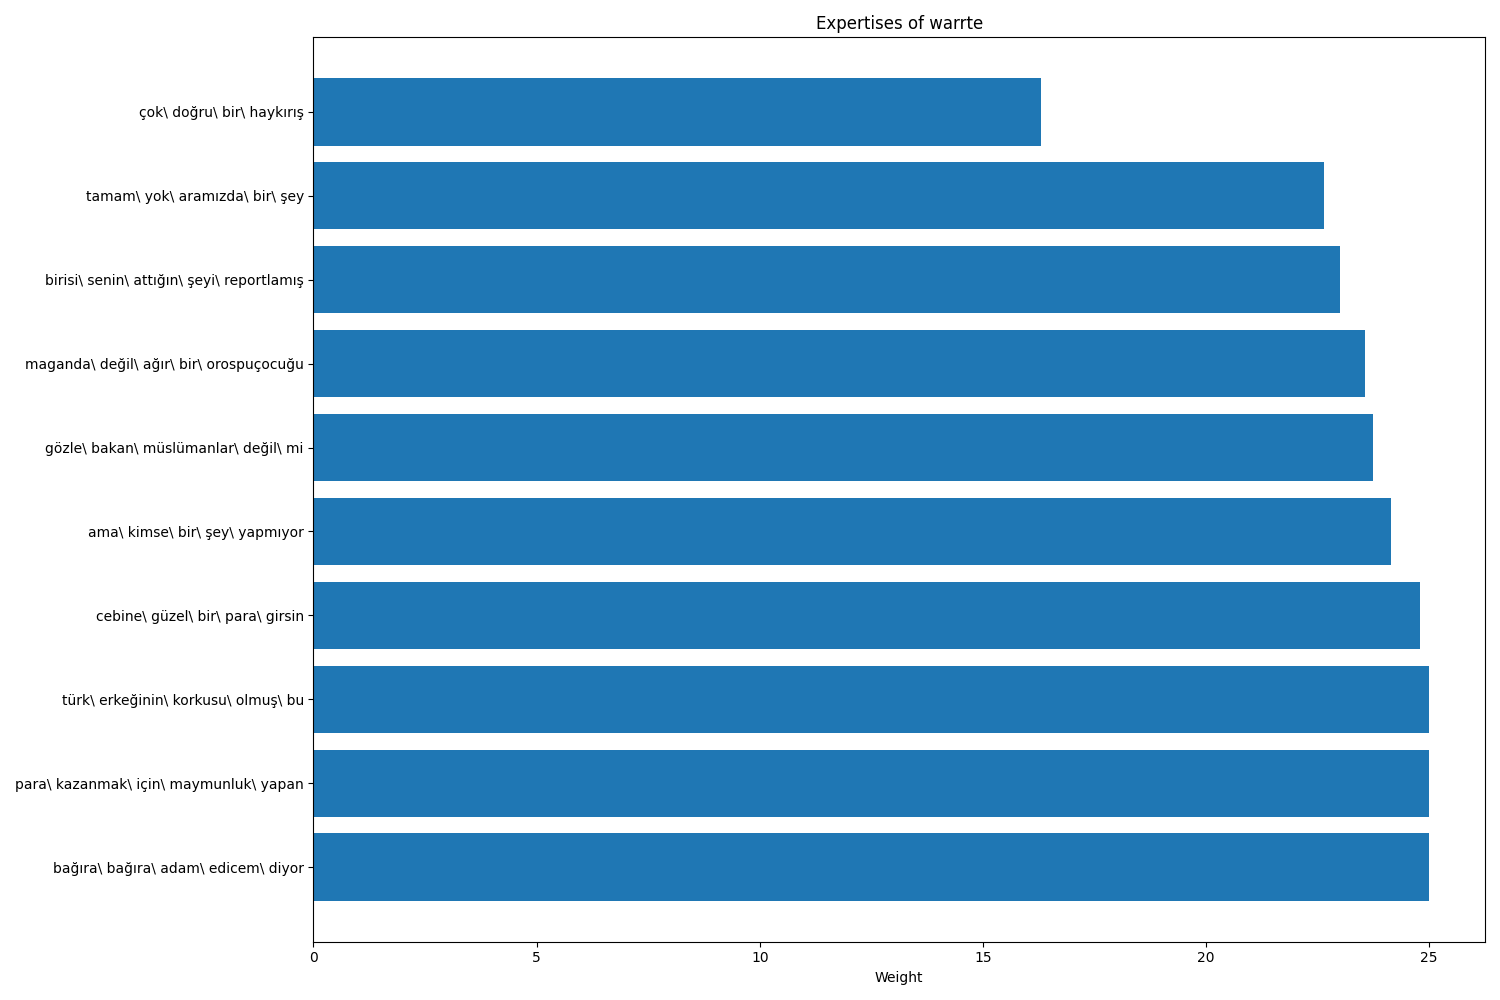 Expertises of warrte
çok\ doğru\ bir\ haykırış
tamam\ yok\ aramızda\ bir\ şey
birisi\ senin\ attığın\ şeyi\ reportlamış
maganda\ değil\ ağır\ bir\ orospuçocuğu
gözle\ bakan\ müslümanlar\ değil\ mi
ama\ kimse\ bir\ şey\ yapmıyor
cebine\ güzel\ bir\ para\ girsin
türk\ erkeğinin\ korkusu\ olmuş\ bu
para\ kazanmak\ için\ maymunluk\ yapan
bağıra\ bağıra\ adam\ edicem\ diyor
0 5 10 15 20 25
Weight